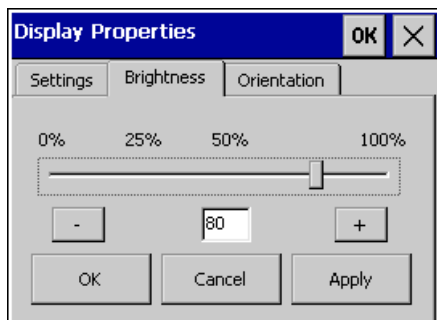 Display Properties OK
Settings Brightness Orientation
0% 25% 50% 100%
- 80 +
OK Cancel Apply